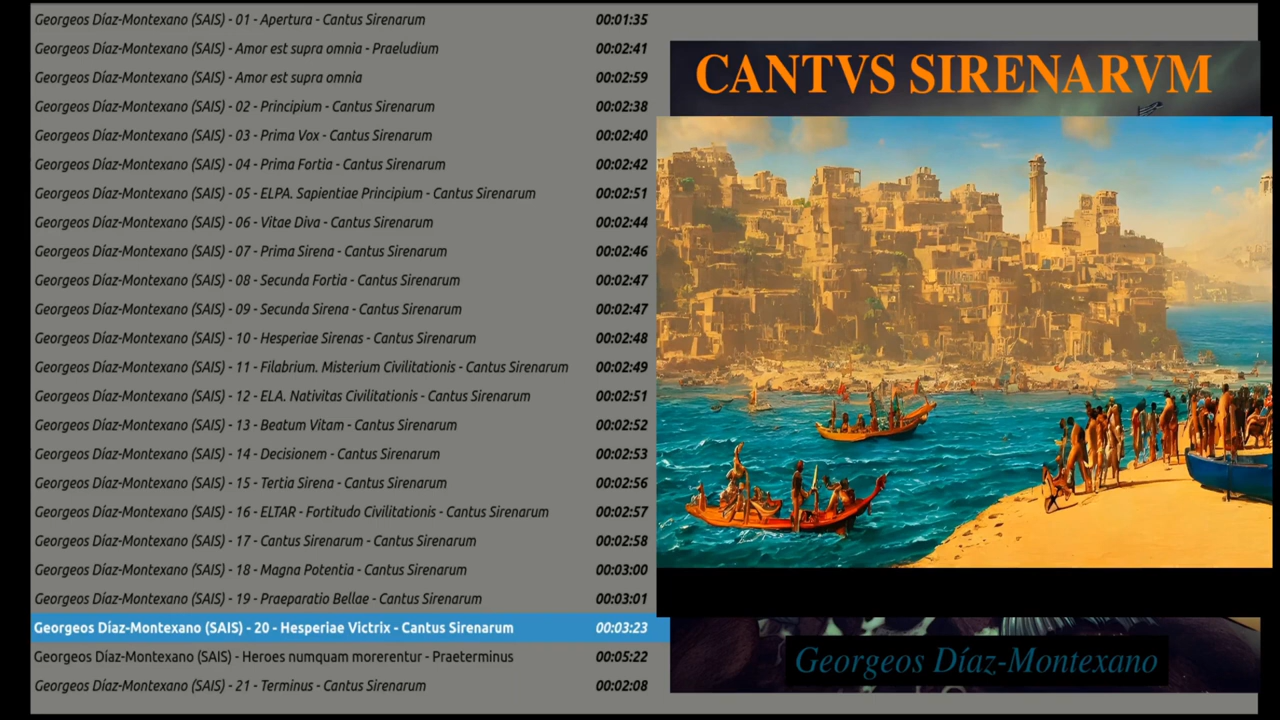 Georgeos Díaz-Montexano (SAIS) - 01 - Apertura - Cantus Sirenarum 00:01:35
Georgeos Díaz-Montexano (SAIS) - Amor est supra omnia - Praeludium 00:02:41
Georgeos Díaz-Montexano (SAIS) - Amor est supra omnia 00:02:59
Georgeos Díaz-Montexano (SAIS) - 02 - Principium - Cantus Sirenarum 00:02:38
Georgeos Díaz-Montexano (SAIS) - 03 - Prima Vox - Cantus Sirenarum 00:02:40
Georgeos Díaz-Montexano (SAIS) - 04 - Prima Fortia - Cantus Sirenarum 00:02:42
Georgeos Díaz-Montexano (SAIS) - 05 - ELPA. Sapientiae Principium - Cantus Sirenarum 00:02:51
Georgeos Díaz-Montexano (SAIS) - 06 - Vitae Diva - Cantus Sirenarum 00:02:44
Georgeos Díaz-Montexano (SAIS) - 07 - Prima Sirena - Cantus Sirenarum 00:02:46
Georgeos Díaz-Montexano (SAIS) - 08 - Secunda Fortia - Cantus Sirenarum 00:02:47
Georgeos Díaz-Montexano (SAIS) - 09 - Secunda Sirena - Cantus Sirenarum 00:02:47
Georgeos Díaz-Montexano (SAIS) - 10 - Hesperiae Sirenas - Cantus Sirenarum 00:02:48
Georgeos Díaz-Montexano (SAIS) - 11 - Filabrium. Misterium Civilitationis - Cantus Sirenarum 00:02:49
Georgeos Díaz-Montexano (SAIS) - 12 - ELA. Nativitas Civilitationis - Cantus Sirenarum 00:02:51
Georgeos Díaz-Montexano (SAIS) - 13 - Beatum Vitam - Cantus Sirenarum 00:02:52
Georgeos Díaz-Montexano (SAIS) - 14 - Decisionem - Cantus Sirenarum 00:02:53
Georgeos Díaz-Montexano (SAIS) - 15 - Tertia Sirena - Cantus Sirenarum 00:02:56
Georgeos Díaz-Montexano (SAIS) - 16 - ELTAR - Fortitudo Civilitationis - Cantus Sirenarum 00:02:57
Georgeos Díaz-Montexano (SAIS) - 17 - Cantus Sirenarum - Cantus Sirenarum 00:02:58
Georgeos Díaz-Montexano (SAIS) - 18 - Magna Potentia - Cantus Sirenarum 00:03:00
Georgeos Díaz-Montexano (SAIS) - 19 - Praeparatio Bellae - Cantus Sirenarum 00:03:01
Georgeos Díaz-Montexano (SAIS) - 20 - Hesperiae Victrix - Cantus Sirenarum 00:03:23
Georgeos Díaz-Montexano (SAIS) - Heroes numquam morerentur - Praeterminus 00:05:22
Georgeos Díaz-Montexano (SAIS) - 21 - Terminus - Cantus Sirenarum 00:02:08
CANTVS SIRENARVM
Georgeos Díaz-Montexano